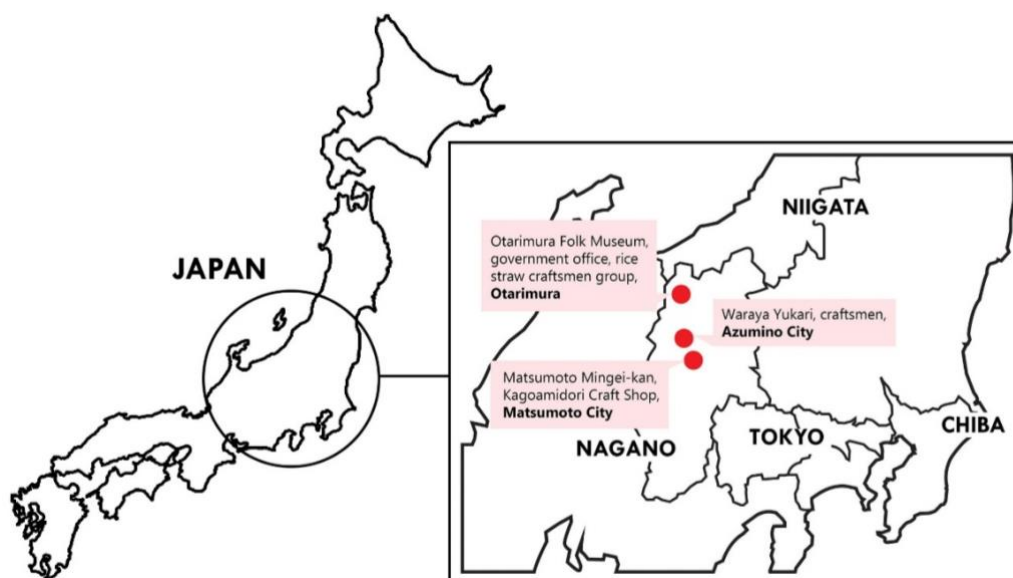 JAPAN
NIIGATA
Otarimura Folk Museum,
government office, rice
straw craftsmen group,
Otarimura
Waraya Yukari, craftsmen,
Azumino City
Matsumoto Mingei-kan,
Kagoamidori Craft Shop,
Matsumoto City
NAGANO
TOKYO
CHIBA